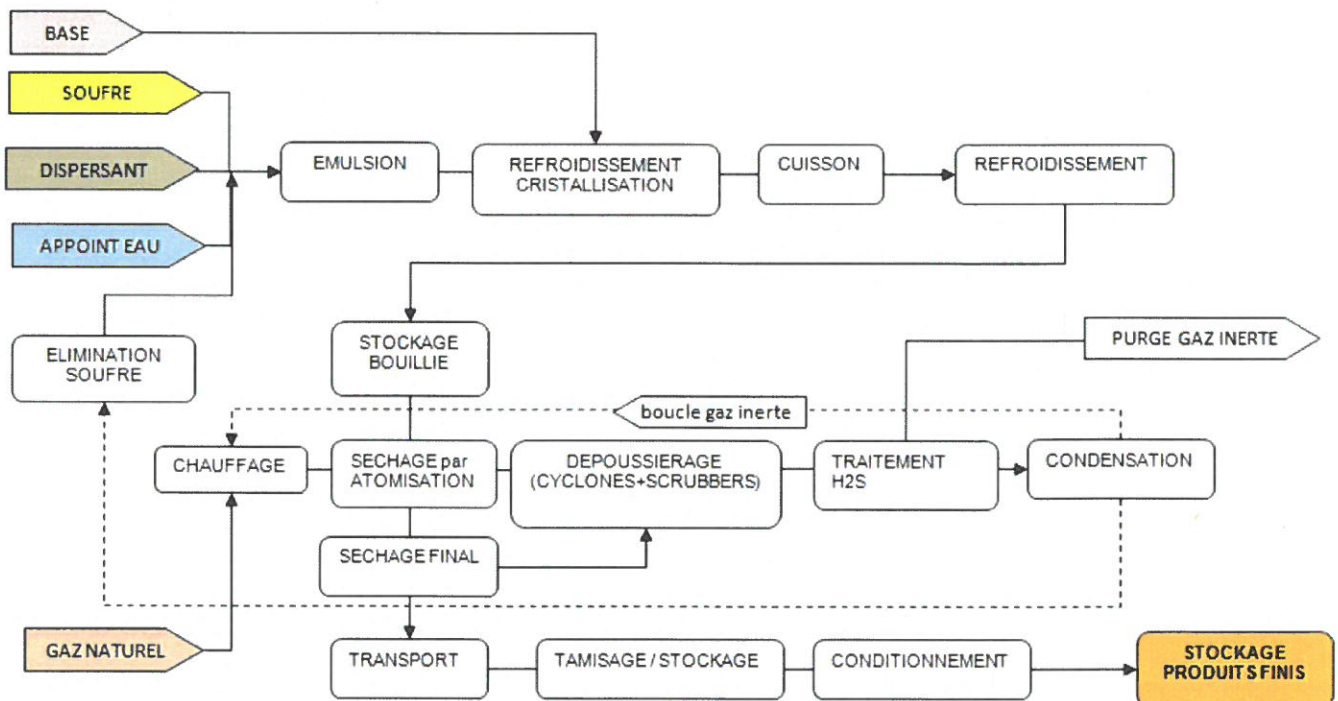 BASE
SOUFRE
DISPERSANT
APPOINT EAU
EMULSION
REFROIDISSEMENT
CRISTALLISATION
CUISSON
REFROIDISSEMENT
ELIMINATION
SOUFRE
STOCKAGE
BOUILLIE
PURGE GAZ INERTE
boucle gaz inerte
CHAUFFAGE
SECHAGE par
ATOMISATION
DEPOUSSIERAGE
(CYCLONES+SCRUBBERS)
TRAITEMENT
H2S
CONDENSATION
SECHAGE FINAL
GAZ NATUREL
TRANSPORT
TAMISAGE / STOCKAGE
CONDITIONNEMENT
STOCKAGE
PRODUITS FINIS